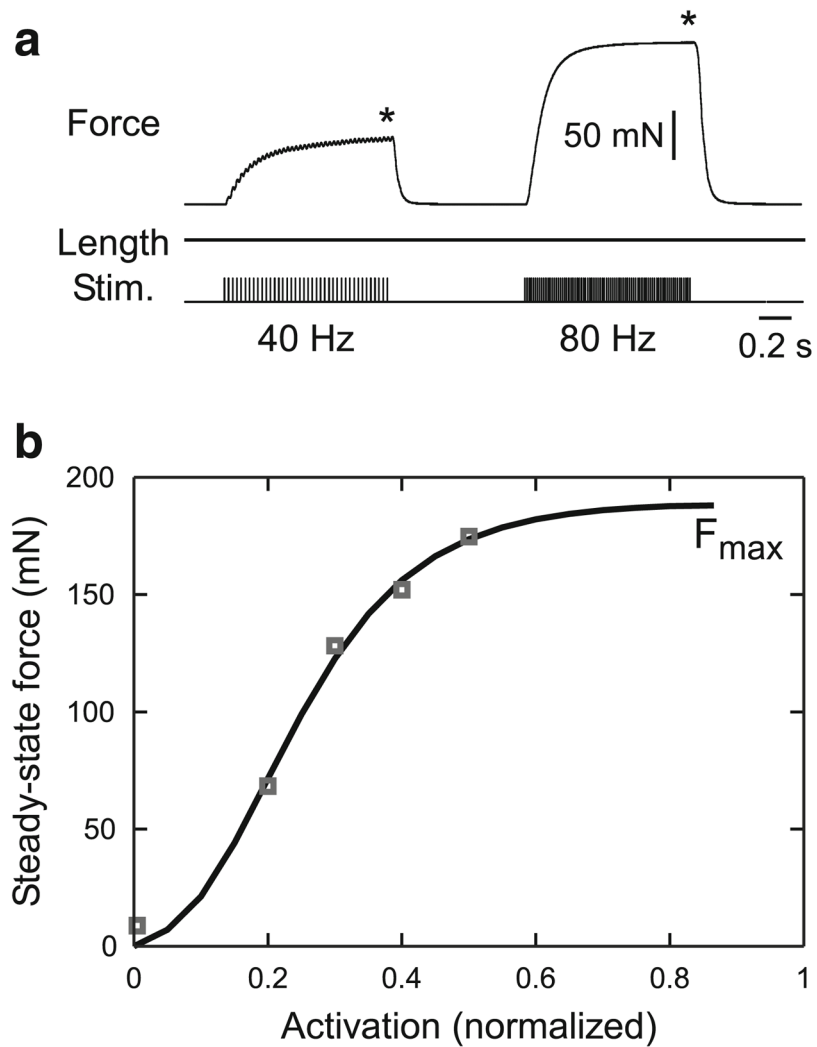 a
*
*
Force
50 mN
Length
Stim.
40 Hz
80 Hz
0.2 s
b
200
150
100
50
0
Steady-state force (mN)
Fmax
0
0.2
0.4
0.6
0.8
1
Activation (normalized)